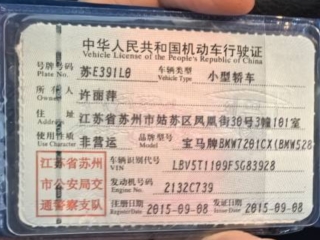 中华人民共和国机动车行驶证
Vehicle License of the People's Republic of China
号牌号码 Plate No. 苏E391L8 车辆类型 Vehicle Type 小型轿车
所有人 Owner 许雨萍
住址 Address 江苏省苏州市姑苏区凤凰街30号3幢101室
使用性质 Use Character 非营运 品牌型号 Model 宝马牌BMW7201CX(BMW528
江苏省苏州 车辆识别代号 VIN LBV5T1109FSG83928
市公安局交 发动机号码 Engine No. 2132C739
通警察支队 注册日期 Register Date 2015-09-08 发证日期 Issue Date 2015-09-08